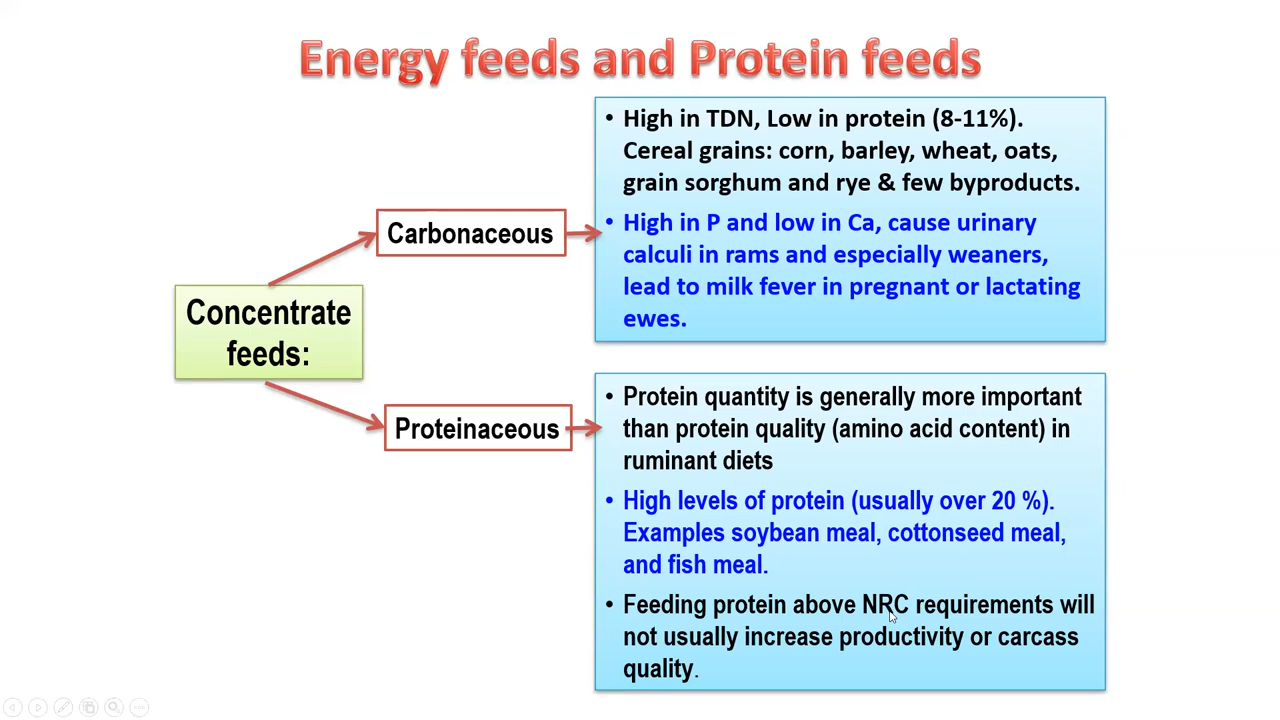 Energy feeds and Protein feeds
• High in TDN, Low in protein (8-11%).
Cereal grains: corn, barley, wheat, oats,
grain sorghum and rye & few byproducts.
• High in P and low in Ca, cause urinary
calculi in rams and especially weaners,
lead to milk fever in pregnant or lactating
ewes.
Carbonaceous
Concentrate
feeds:
Proteinaceous
• Protein quantity is generally more important
than protein quality (amino acid content) in
ruminant diets
• High levels of protein (usually over 20 %).
Examples soybean meal, cottonseed meal,
and fish meal.
• Feeding protein above NRC requirements will
not usually increase productivity or carcass
quality.